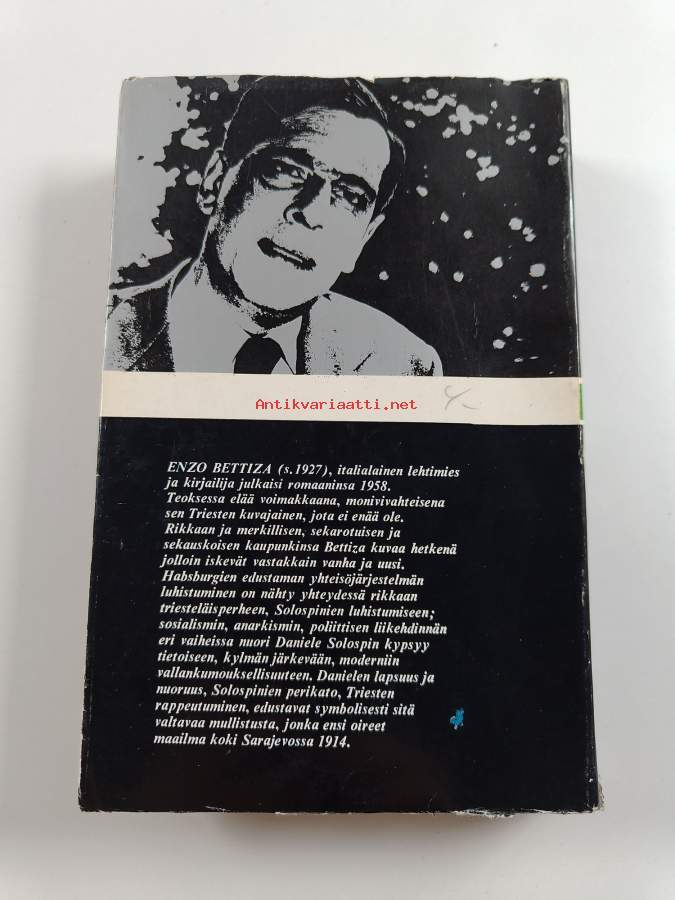 Antikvariaatti.net
ENZO BETTIZA (s.1927), italialainen lehtimies
ja kirjailija julkaisi romaaninsa 1958.
Teoksessa elää voimakkaana, monivivahteisena
sen Triesten kuvajainen, jota ei enää ole.
Rikkaan ja merkillisen, sekarotuisen ja
sekauskoisen kaupunkinsa Bettiza kuvaa hetkenä
jolloin iskevät vastakkain vanha ja uusi.
Habsburgien edustaman yhteisöjärjestelmän
luhistuminen on nähty yhteydessä rikkaan
triesteläisperheen, Solospinien luhistumiseen;
sosialismin, anarkismin, poliittisen liikehdinnän
eri vaiheissa nuori Daniele Solospin kypsyy
tietoiseen, kylmän järkevään, moderniin
vallankumouksellisuuteen. Danielen lapsuus ja
nuoruus, Solospinien perikato, Triesten
rappeutuminen, edustavat symbolisesti sitä
valtavaa mullistusta, jonka ensi oireet
maailma koki Sarajevossa 1914.